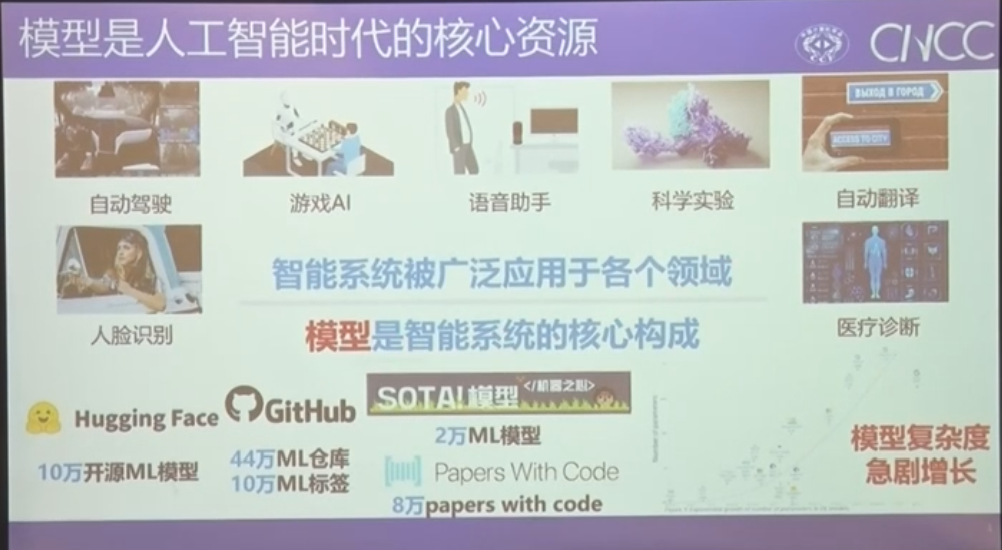 模型是人工智能时代的核心资源
CNCC
ВЫХОД В ГОРОД
ACCESS TO CITY
自动驾驶
游戏AI
语音助手
科学实验
自动翻译
智能系统被广泛应用于各个领域
人脸识别
模型是智能系统的核心构成
医疗诊断
Hugging Face
GitHub
SOTA!模型
</机器之心>
10万开源ML模型
44万ML仓库
10万ML标签
2万ML模型
Papers With Code
8万papers with code
模型复杂度
急剧增长